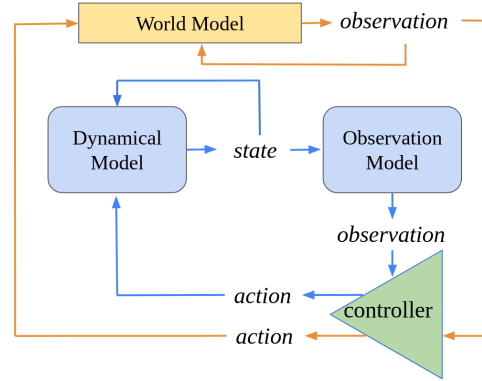 World Model
observation
Dynamical
Model
state
Observation
Model
observation
action
controller
action